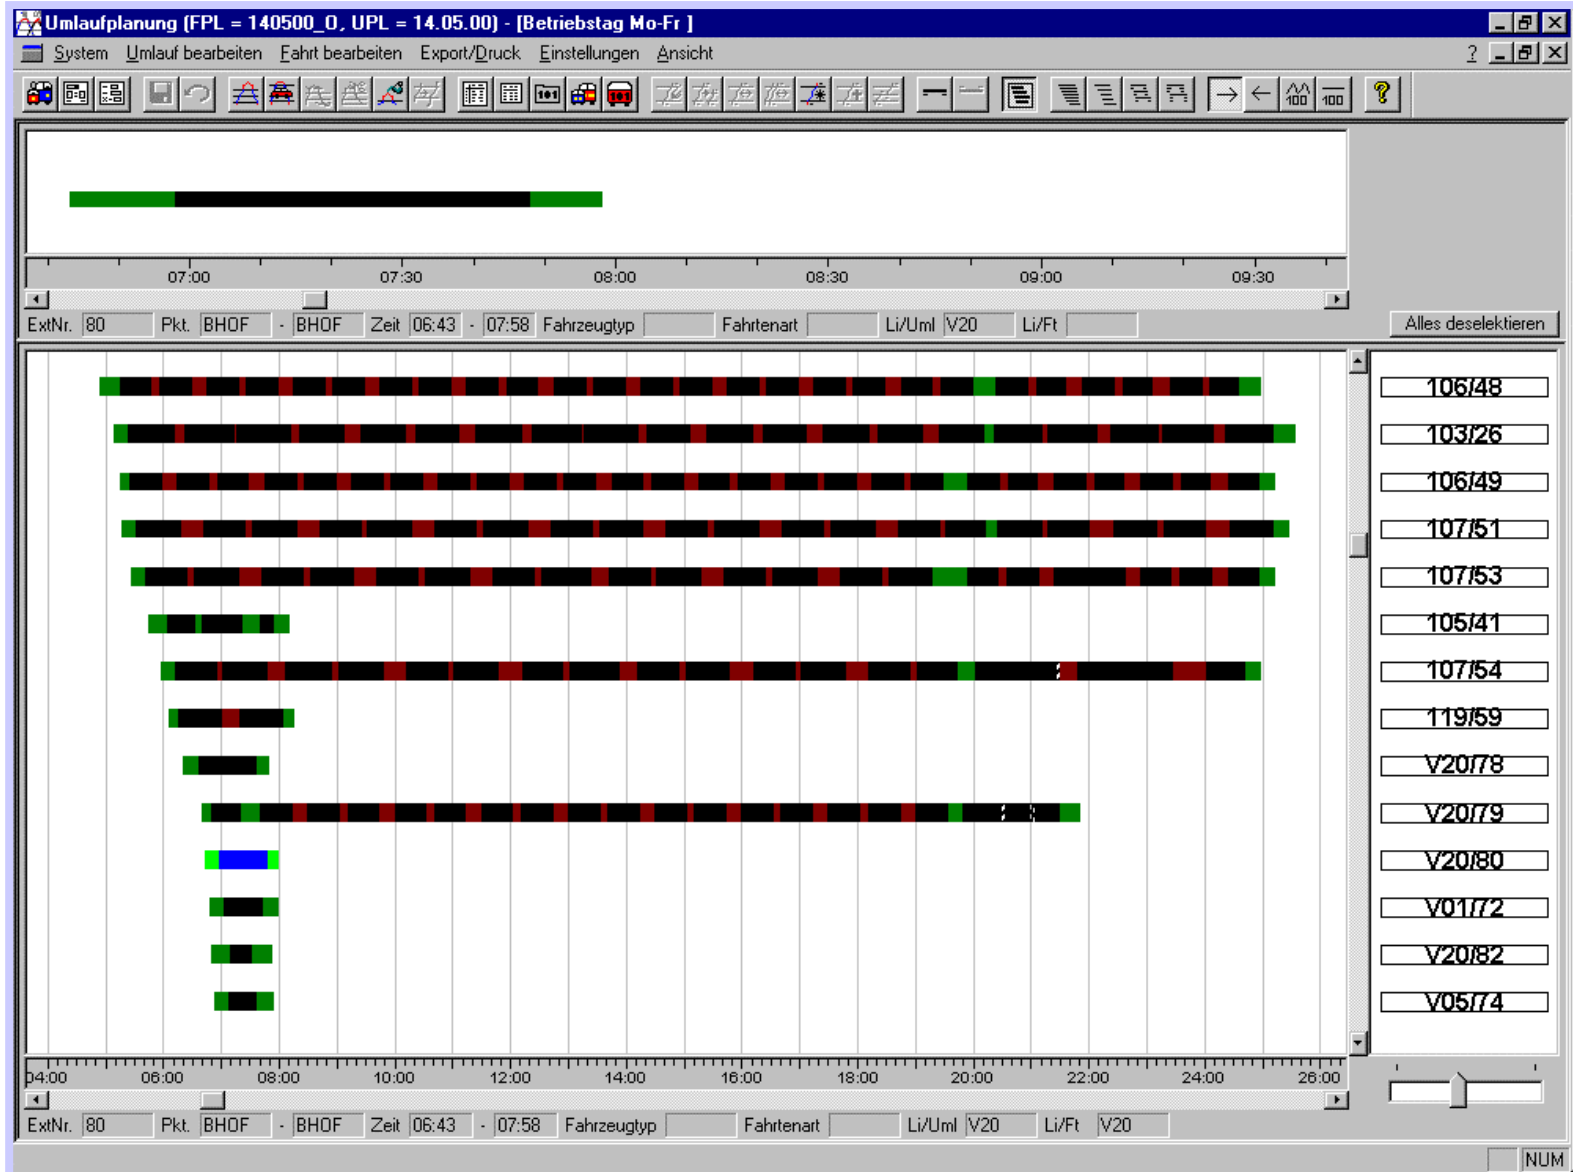 Umlaufplanung (FPL = 140500_O, UPL = 14.05.00) - [Betriebstag Mo-Fr ]
System Umlauf bearbeiten Fahrt bearbeiten Export/Druck Einstellungen Ansicht ?
101 100 100 ?
07:00 07:30 08:00 08:30 09:00 09:30
ExtNr. 80 Pkt. BHOF - BHOF Zeit 06:43 - 07:58 Fahrzeugtyp Fahrtenart Li/Uml V20 Li/Ft Alles deselektieren
106/48
103/26
106/49
107/51
107/53
105/41
107/54
119/59
V20/78
V20/79
V20/80
V01/72
V20/82
V05/74
04:00 06:00 08:00 10:00 12:00 14:00 16:00 18:00 20:00 22:00 24:00 26:00
ExtNr. 80 Pkt. BHOF - BHOF Zeit 06:43 - 07:58 Fahrzeugtyp Fahrtenart Li/Uml V20 Li/Ft V20
NUM